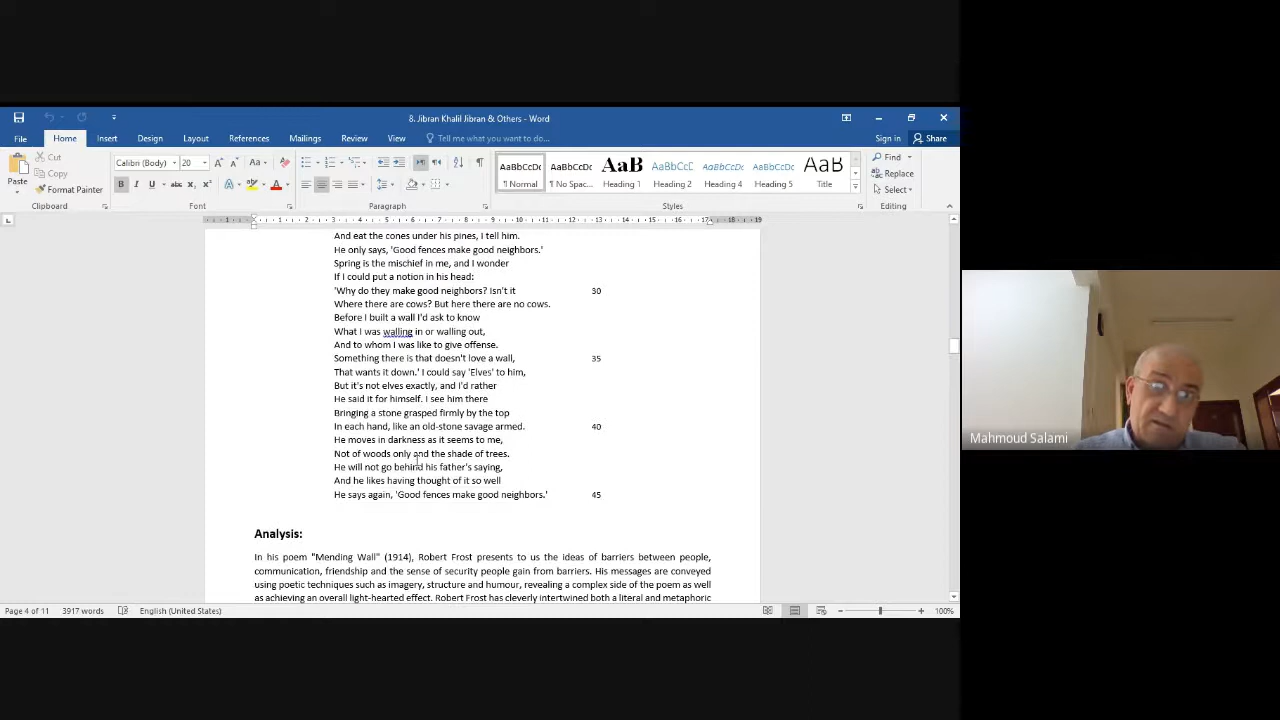 8. Jibran Khalil Jibran & Others - Word
File Home Insert Design Layout References Mailings Review View Tell me what you want to do... Sign in Share
Paste Cut Copy Format Painter
Calibri (Body) 20
AaBbCcDc AaBbCcDc AaB AaBbCcD AaBbCcDc AaBbCcDc AaB
¶ Normal ¶ No Spac... Heading 1 Heading 2 Heading 4 Heading 5 Title
Find Replace Select
Clipboard Font Paragraph Styles Editing
And eat the cones under his pines, I tell him.
He only says, 'Good fences make good neighbors.'
Spring is the mischief in me, and I wonder
If I could put a notion in his head:
'Why do they make good neighbors? Isn't it 30
Where there are cows? But here there are no cows.
Before I built a wall I'd ask to know
What I was walling in or walling out,
And to whom I was like to give offense.
Something there is that doesn't love a wall, 35
That wants it down.' I could say 'Elves' to him,
But it's not elves exactly, and I'd rather
He said it for himself. I see him there
Bringing a stone grasped firmly by the top
In each hand, like an old-stone savage armed. 40
He moves in darkness as it seems to me,
Not of woods only and the shade of trees.
He will not go behind his father's saying,
And he likes having thought of it so well
He says again, 'Good fences make good neighbors.' 45
Analysis:
In his poem "Mending Wall" (1914), Robert Frost presents to us the ideas of barriers between people,
communication, friendship and the sense of security people gain from barriers. His messages are conveyed
using poetic techniques such as imagery, structure and humour, revealing a complex side of the poem as well
as achieving an overall light-hearted effect. Robert Frost has cleverly intertwined both a literal and metaphoric
Page 4 of 11 3917 words English (United States) 100%
Mahmoud Salami